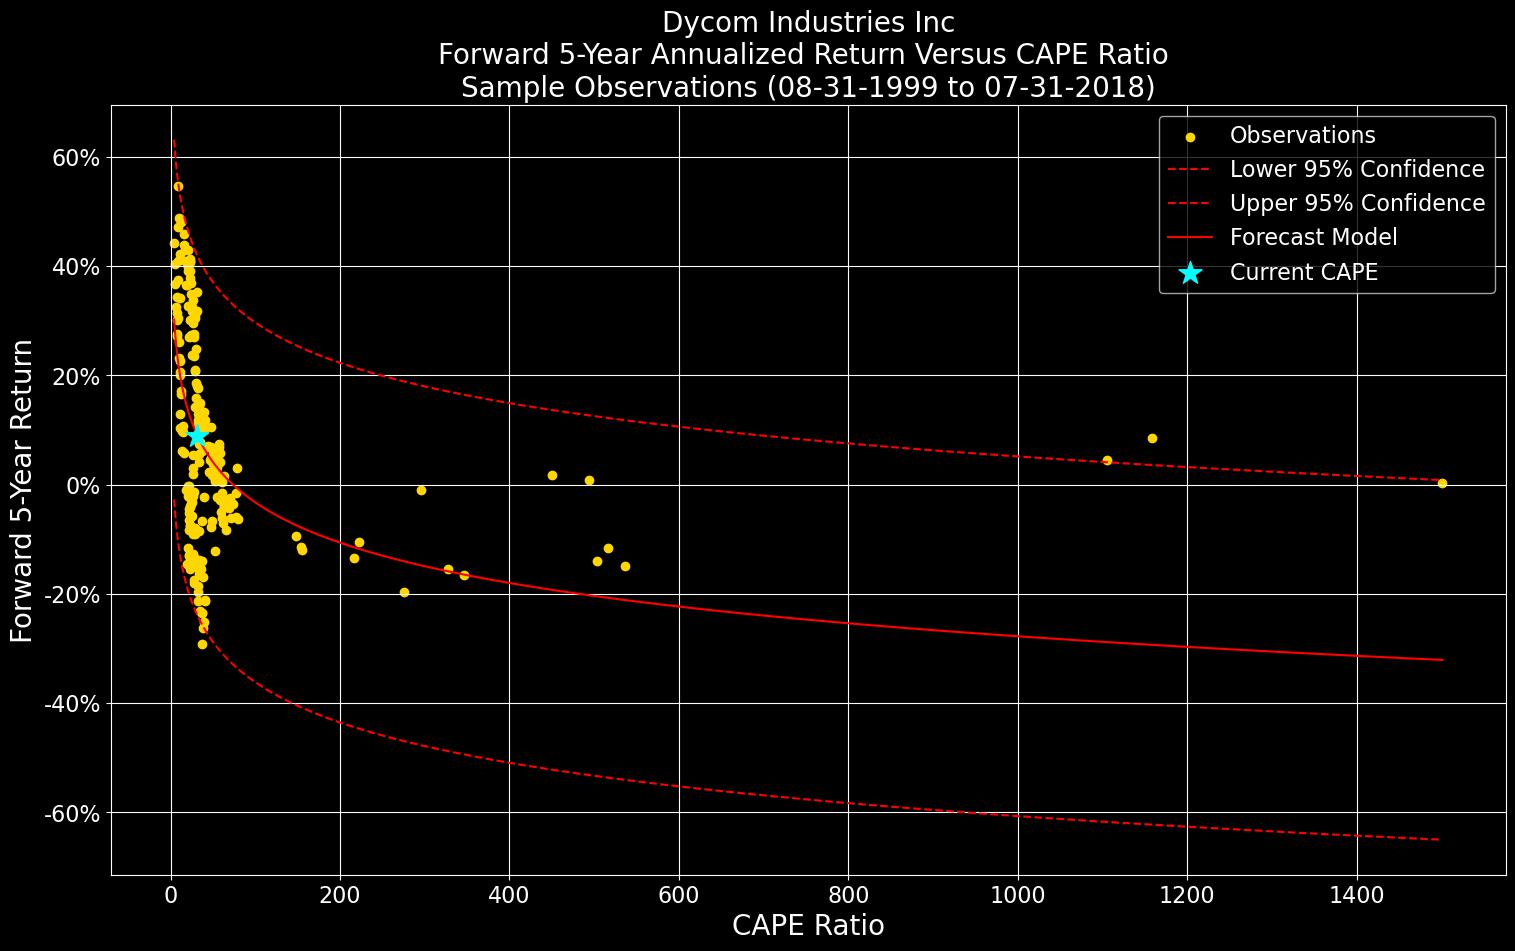 Dycom Industries Inc
Forward 5-Year Annualized Return Versus CAPE Ratio
Sample Observations (08-31-1999 to 07-31-2018)
Observations
Lower 95% Confidence
Upper 95% Confidence
Forecast Model
Current CAPE
Forward 5-Year Return
60%
40%
20%
0%
-20%
-40%
-60%
0 200 400 600 800 1000 1200 1400
CAPE Ratio